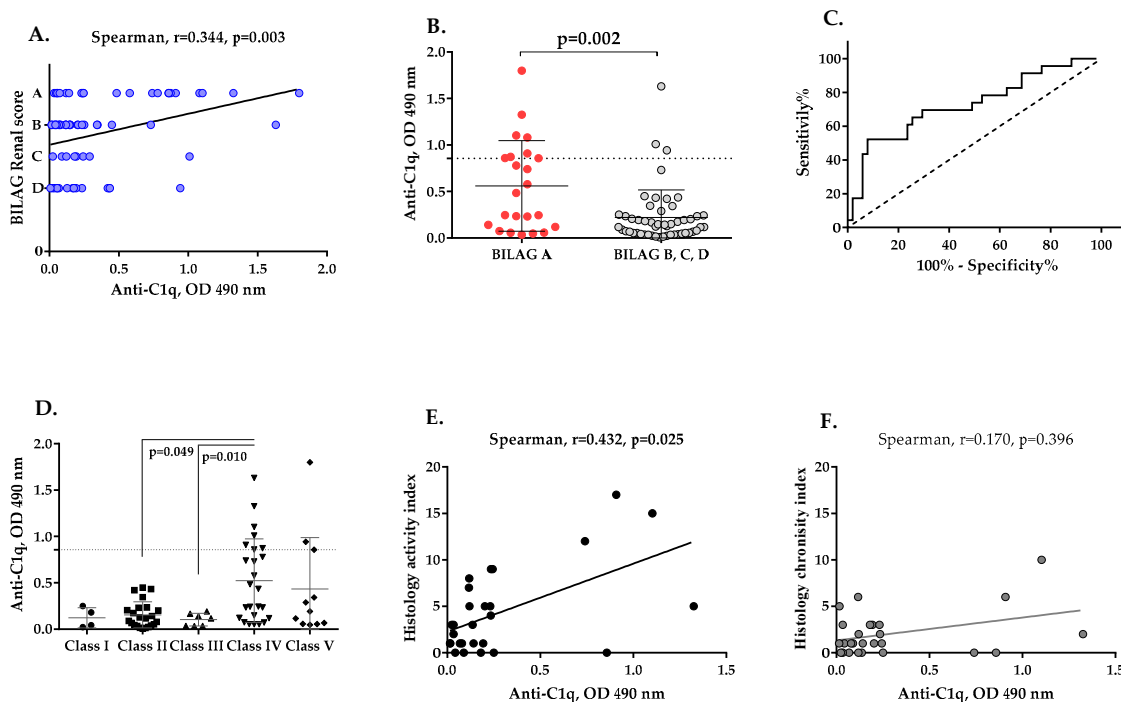 A.
Spearman, r=0.344, p=0.003
BILAG Renal score
A
B
C
D
0
0.0
0.5
1.0
1.5
2.0
Anti-C1q, OD 490 nm
B.
p=0.002
Anti-C1q, OD 490 nm
2.0
1.5
1.0
0.5
0.0
BILAG A
BILAG B, C, D
C.
Sensitivily%
100
80
60
40
20
0
0
20
40
60
80
100
100% - Specificity%
D.
p=0.049
p=0.010
Anti-C1q, OD 490 nm
2.0
1.5
1.0
0.5
0.0
Class I
Class II
Class III
Class IV
Class V
E.
Spearman, r=0.432, p=0.025
Histology activity index
20
15
10
5
0
0.0
0.5
1.0
1.5
Anti-C1q, OD 490 nm
F.
Spearman, r=0.170, p=0.396
Histology chronisity index
20
15
10
5
0
0.0
0.5
1.0
1.5
Anti-C1q, OD 490 nm